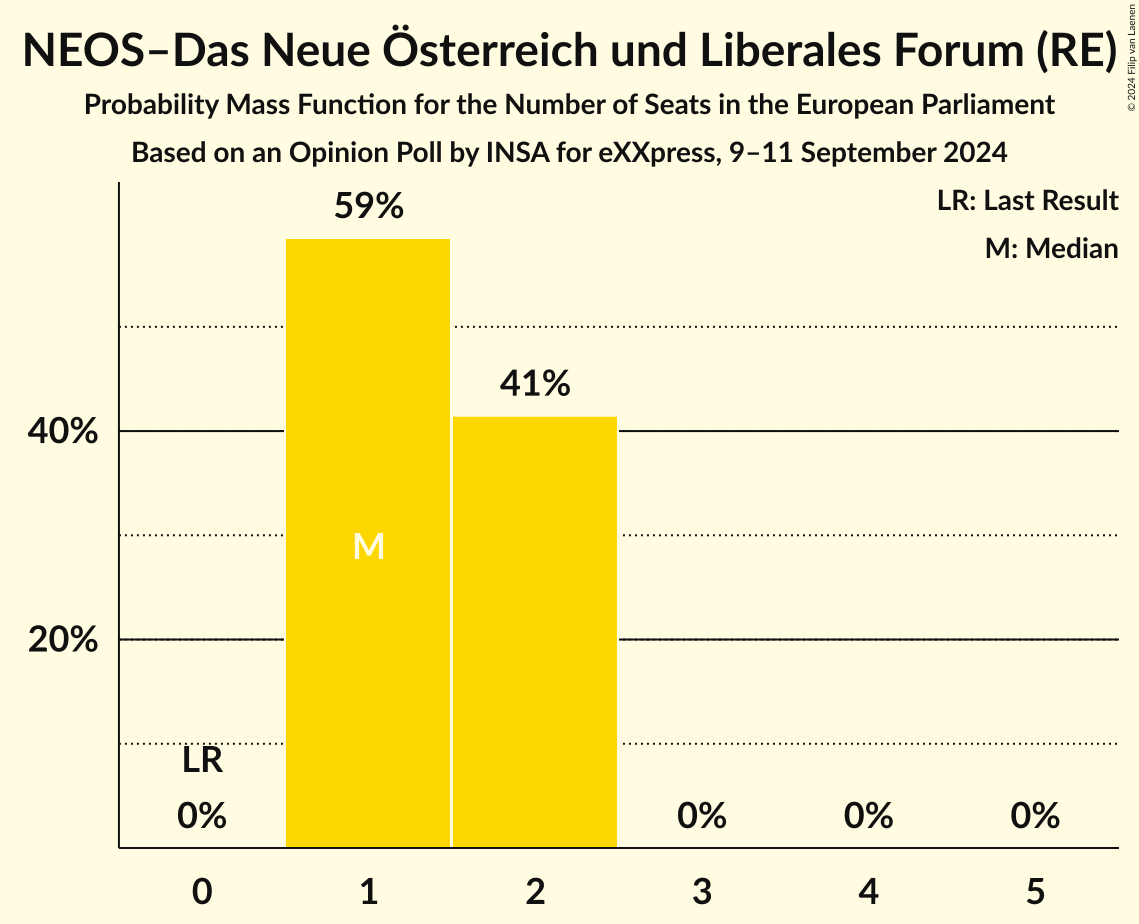 NEOS–Das Neue Österreich und Liberales Forum (RE)
Probability Mass Function for the Number of Seats in the European Parliament
Based on an Opinion Poll by INSA for eXXpress, 9–11 September 2024
© 2024 Filip van Laenen
LR: Last Result
M: Median
59%
41%
40%
M
20%
LR
0%
0%
0%
0%
0
1
2
3
4
5